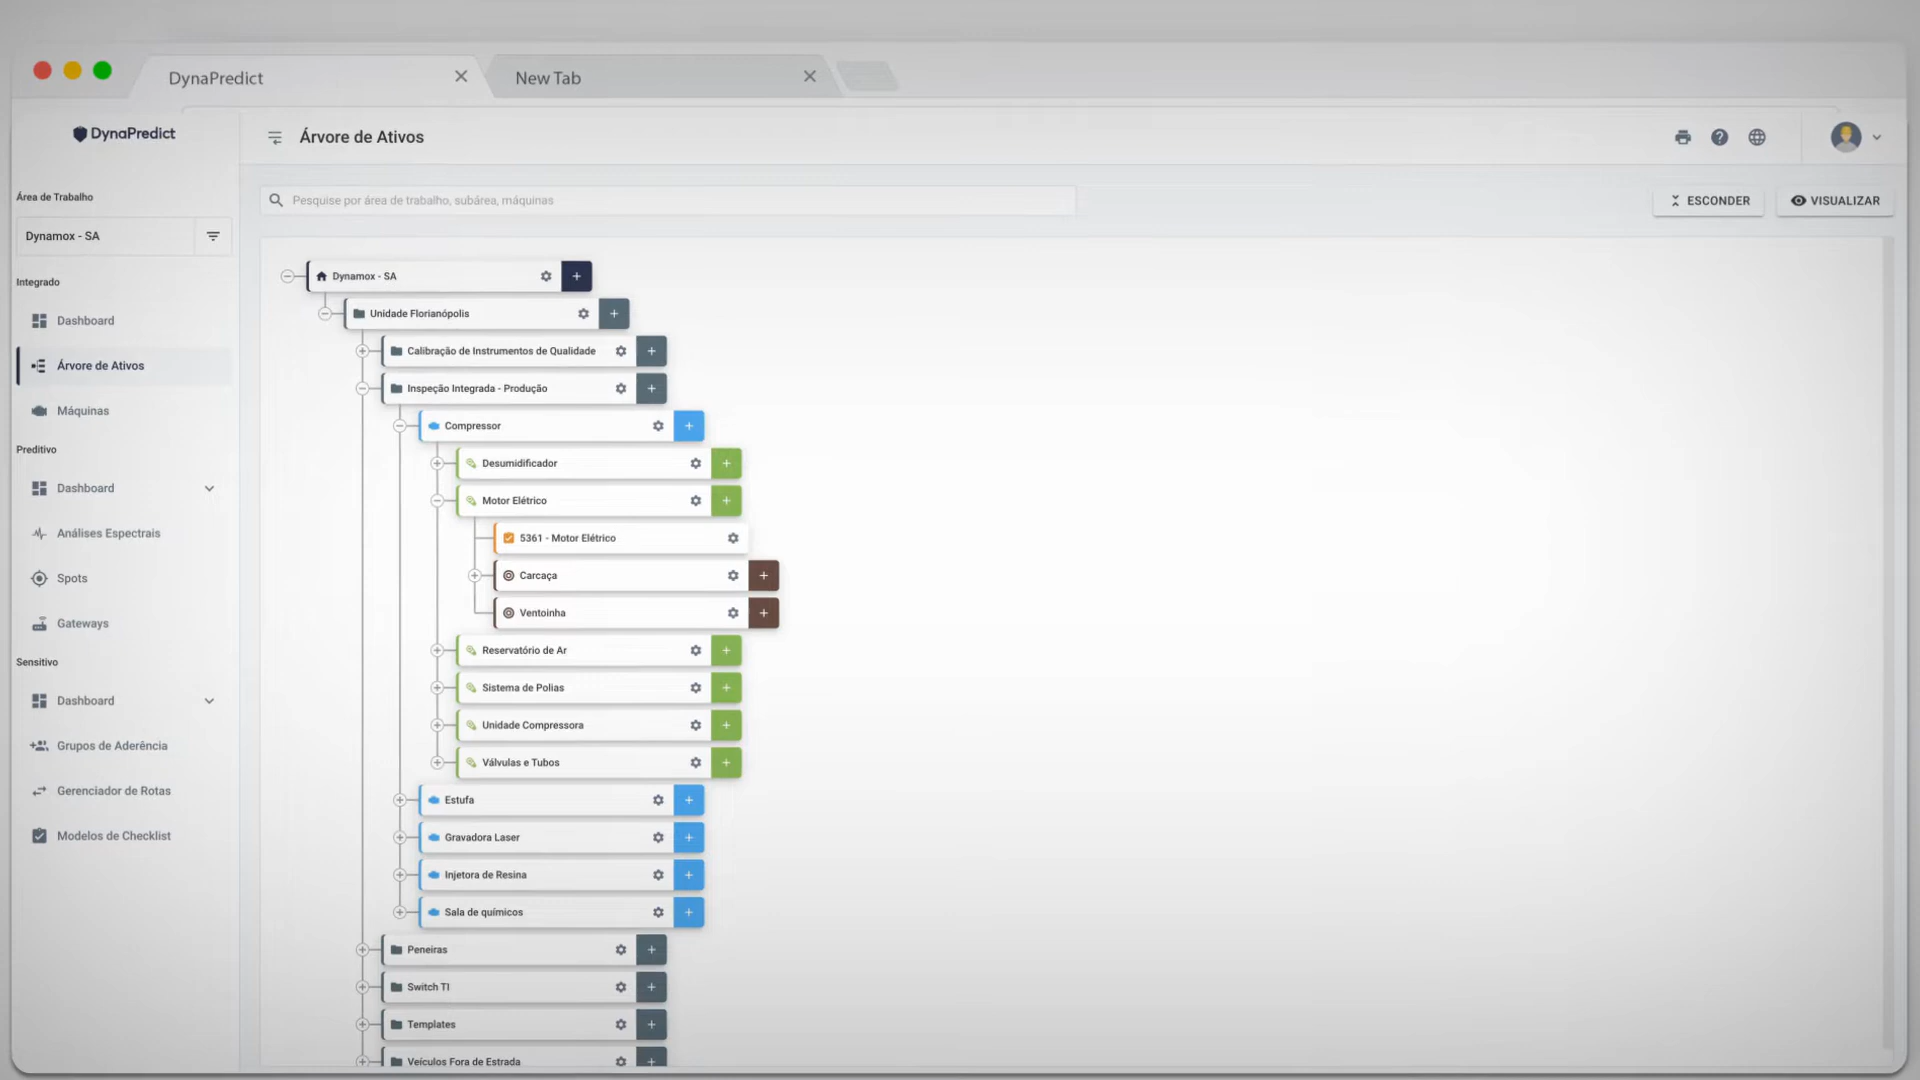 DynaPredict
New Tab
DynaPredict
Árvore de Ativos
Área de Trabalho
Pesquise por área de trabalho, subárea, máquinas
ESCONDER
VISUALIZAR
Dynamox - SA
Integrado
Dashboard
Árvore de Ativos
Máquinas
Preditivo
Dashboard
Análises Espectrais
Spots
Gateways
Sensitivo
Dashboard
Grupos de Aderência
Gerenciador de Rotas
Modelos de Checklist
Dynamox - SA
Unidade Florianópolis
Calibração de Instrumentos de Qualidade
Inspeção Integrada - Produção
Compressor
Desumidificador
Motor Elétrico
5361 - Motor Elétrico
Carcaça
Ventoinha
Reservatório de Ar
Sistema de Polias
Unidade Compressora
Válvulas e Tubos
Estufa
Gravadora Laser
Injetora de Resina
Sala de químicos
Peneiras
Switch TI
Templates
Veículos Fora de Estrada